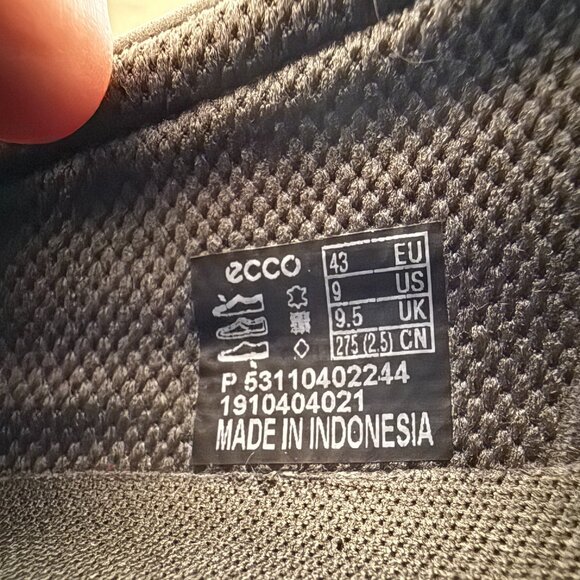 ecco
43 EU
9 US
9.5 UK
275 (2.5) CN
P 53110402244
1910404021
MADE IN INDONESIA